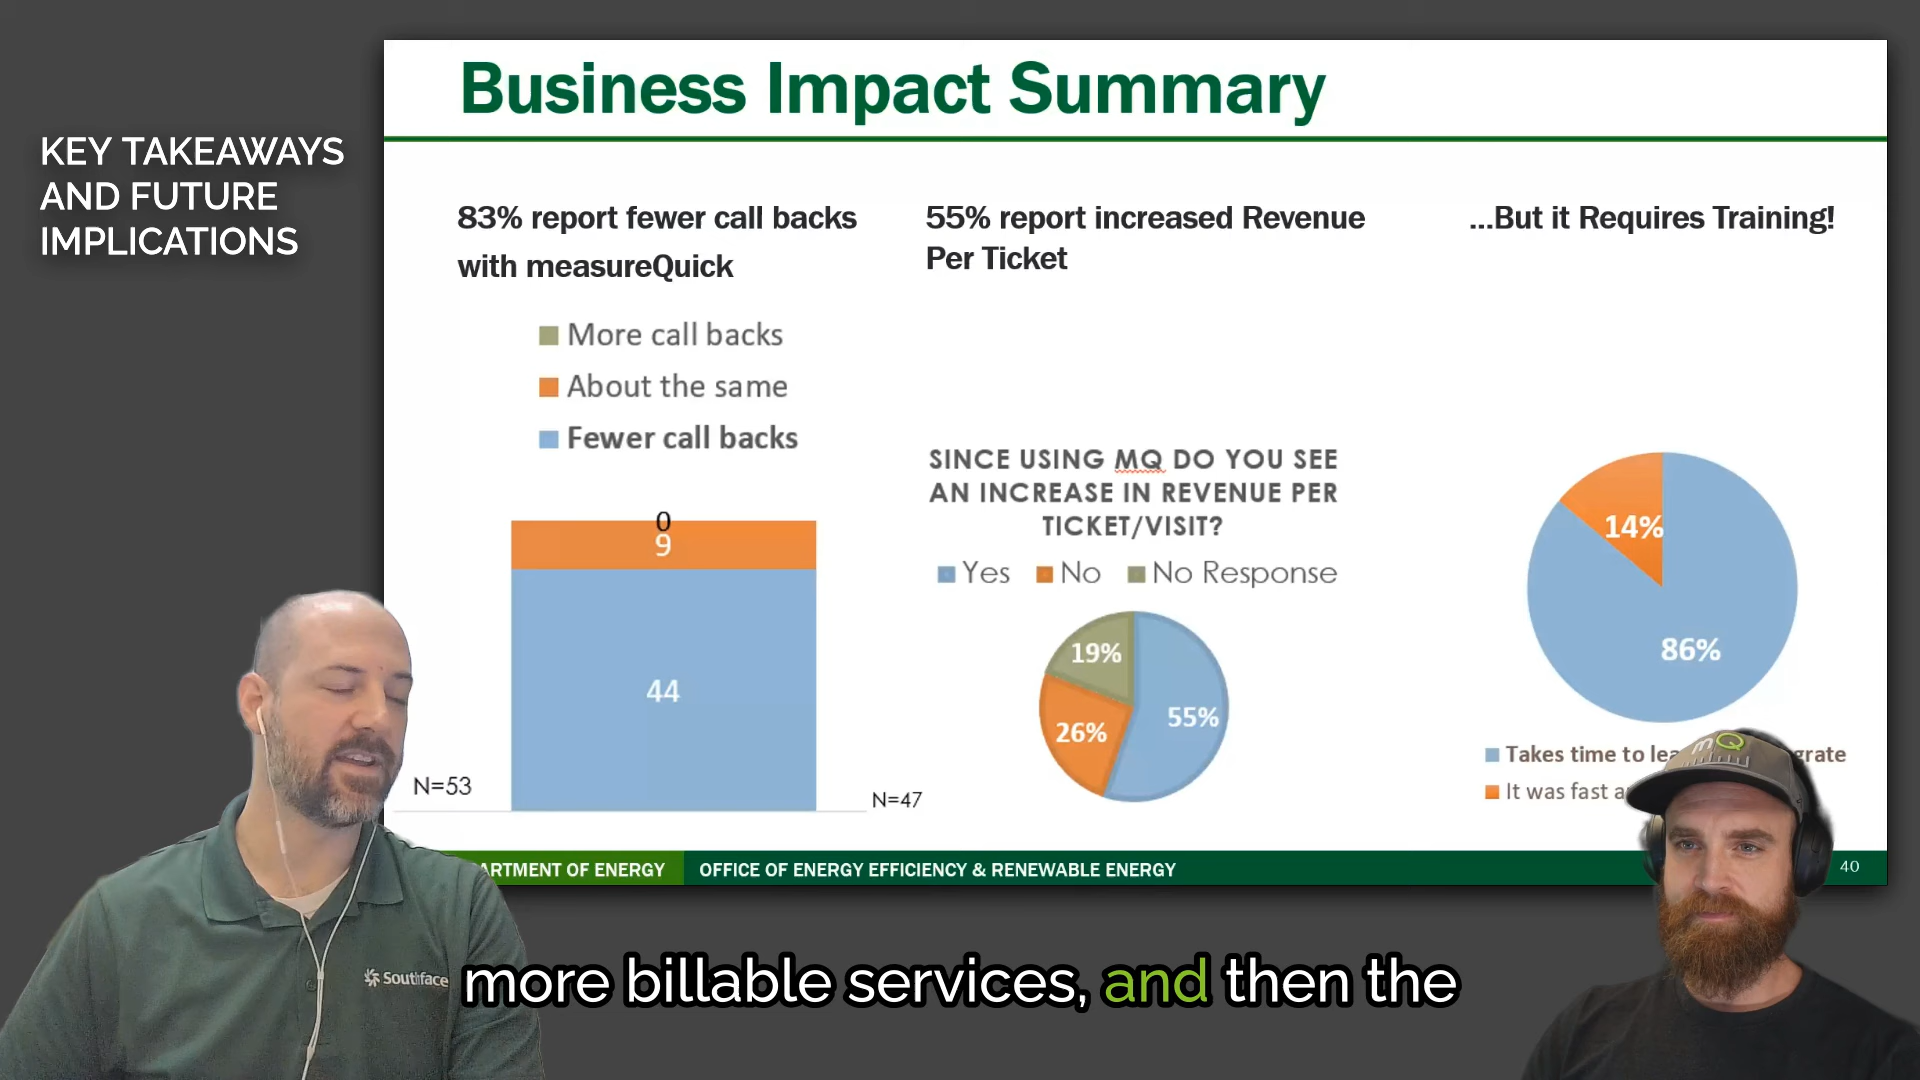 KEY TAKEAWAYS
AND FUTURE
IMPLICATIONS
Business Impact Summary
83% report fewer call backs
with measureQuick
More call backs
About the same
Fewer call backs
0
9
44
N=53
55% report increased Revenue
Per Ticket
SINCE USING MQ DO YOU SEE
AN INCREASE IN REVENUE PER
TICKET/VISIT?
Yes No No Response
19%
26%
55%
N=47
...But it Requires Training!
14%
86%
Takes time to
It was fast
ARTMENT OF ENERGY
OFFICE OF ENERGY EFFICIENCY & RENEWABLE ENERGY
40
mQ
Southface
more billable services, and then the